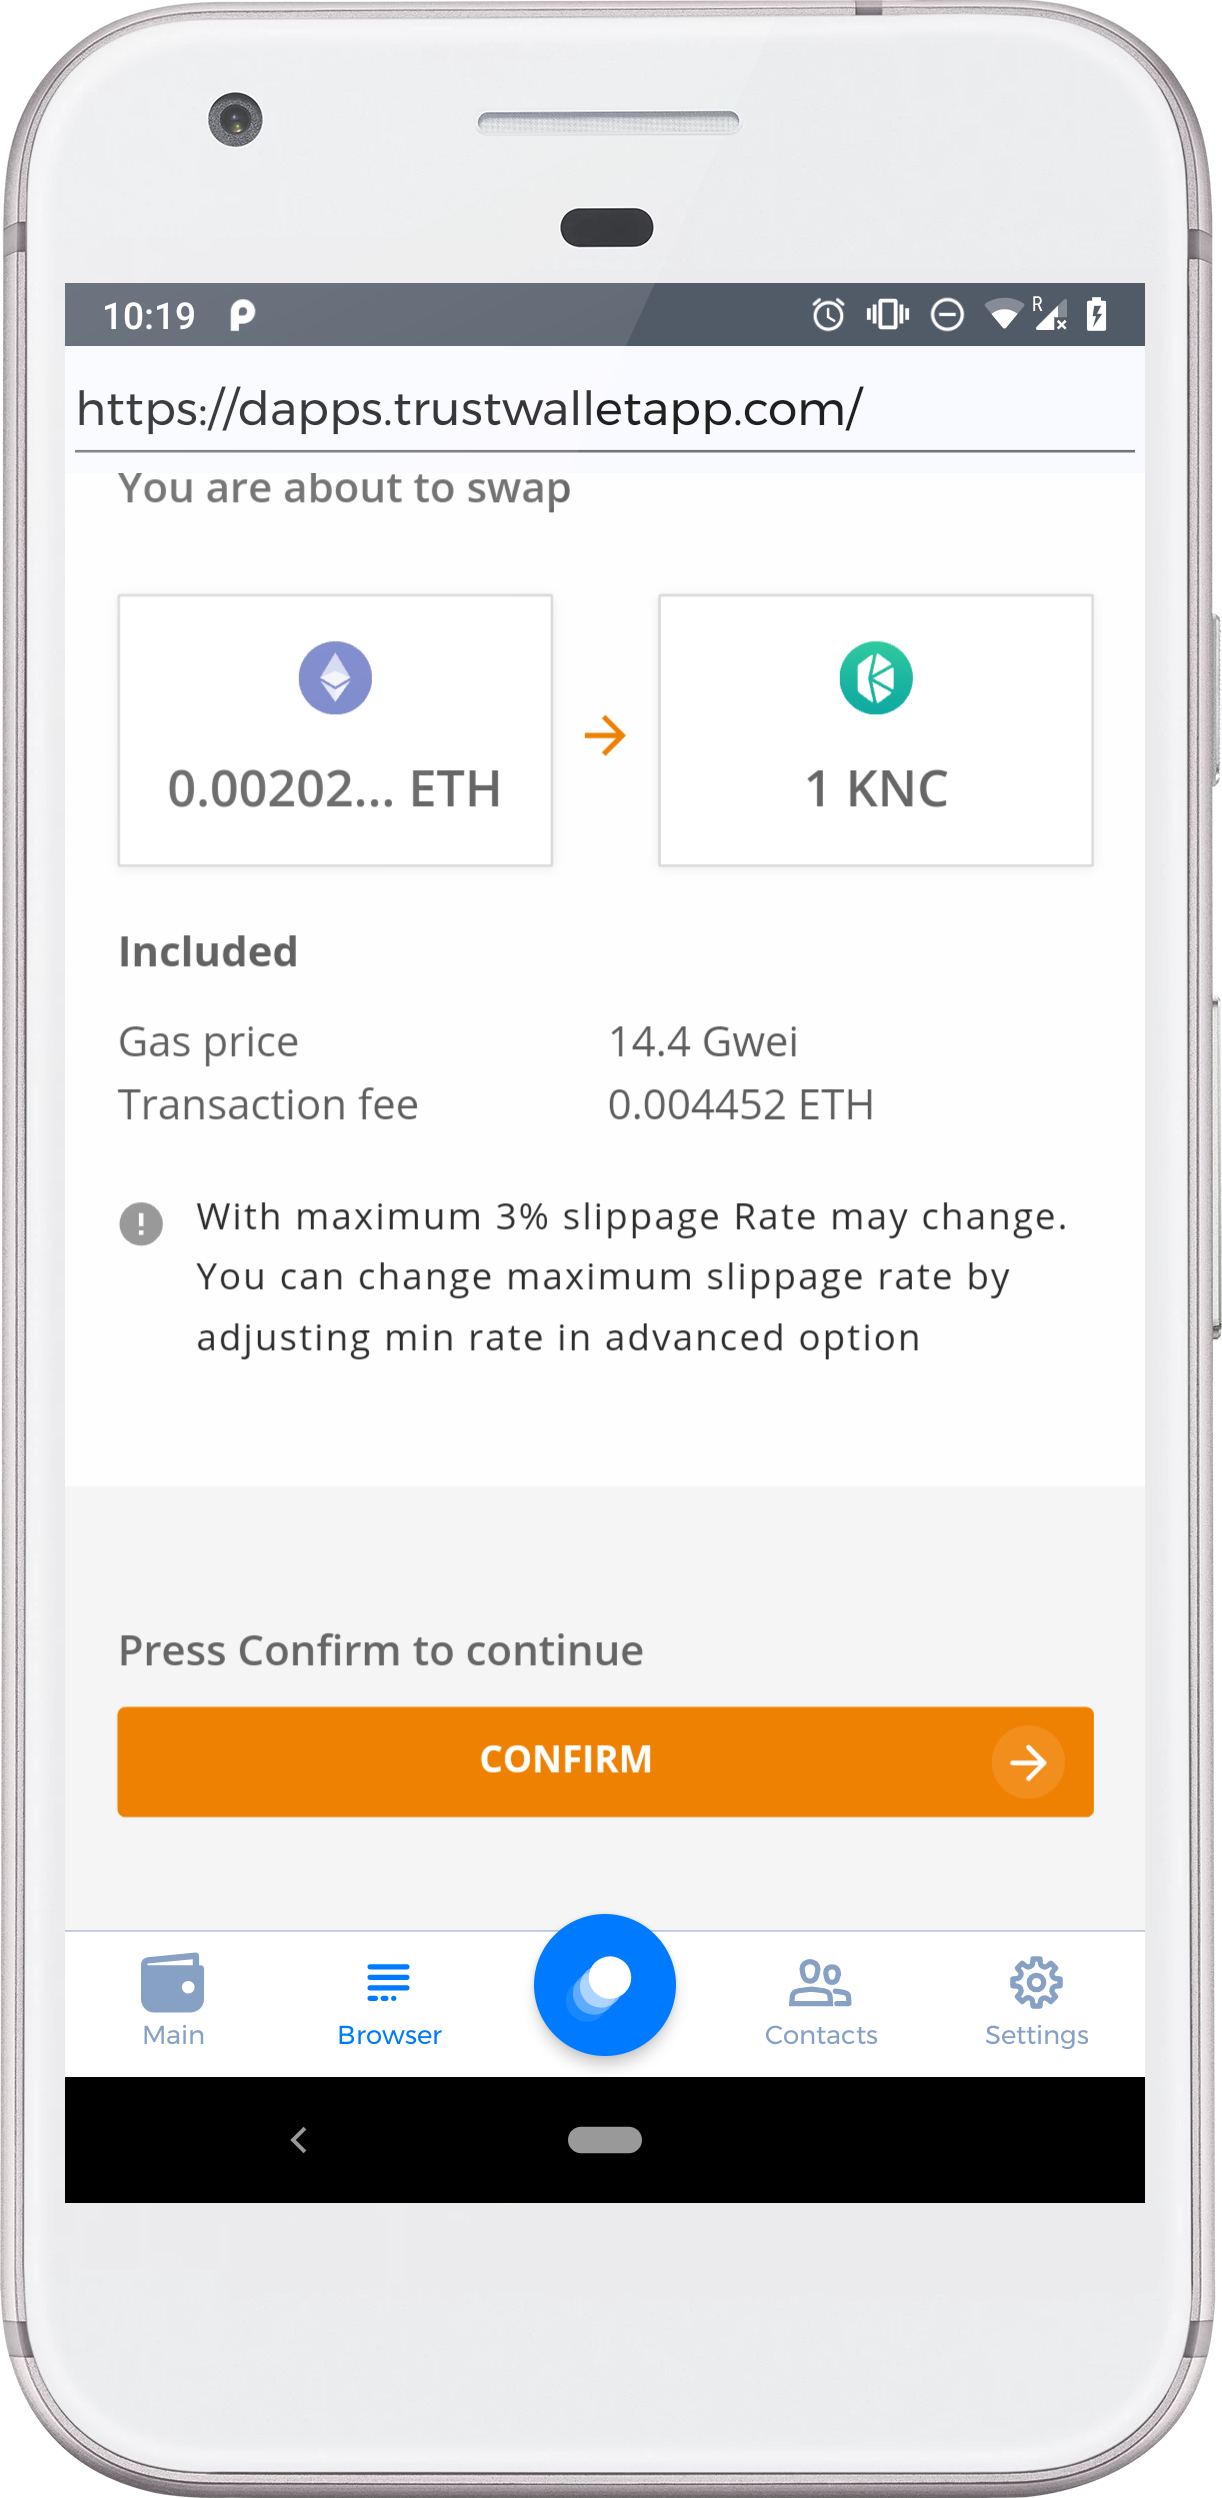 10:19
R
https://dapps.trustwalletapp.com/
You are about to swap
0.00202... ETH
1 KNC
Included
Gas price 14.4 Gwei
Transaction fee 0.004452 ETH
With maximum 3% slippage Rate may change.
You can change maximum slippage rate by
adjusting min rate in advanced option
Press Confirm to continue
CONFIRM
Main Browser Contacts Settings